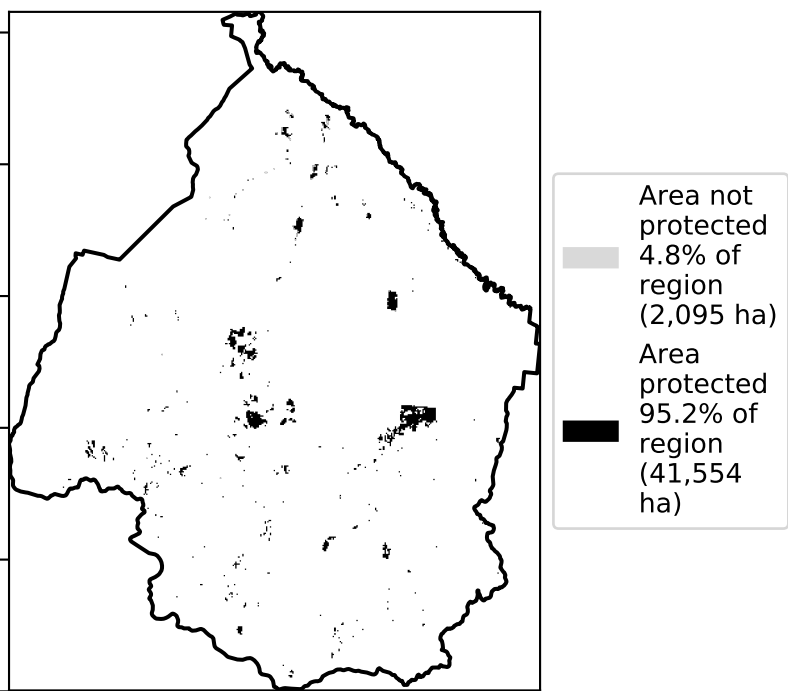 Area not
protected
4.8% of
region
(2,095 ha)
Area
protected
95.2% of
region
(41,554
ha)